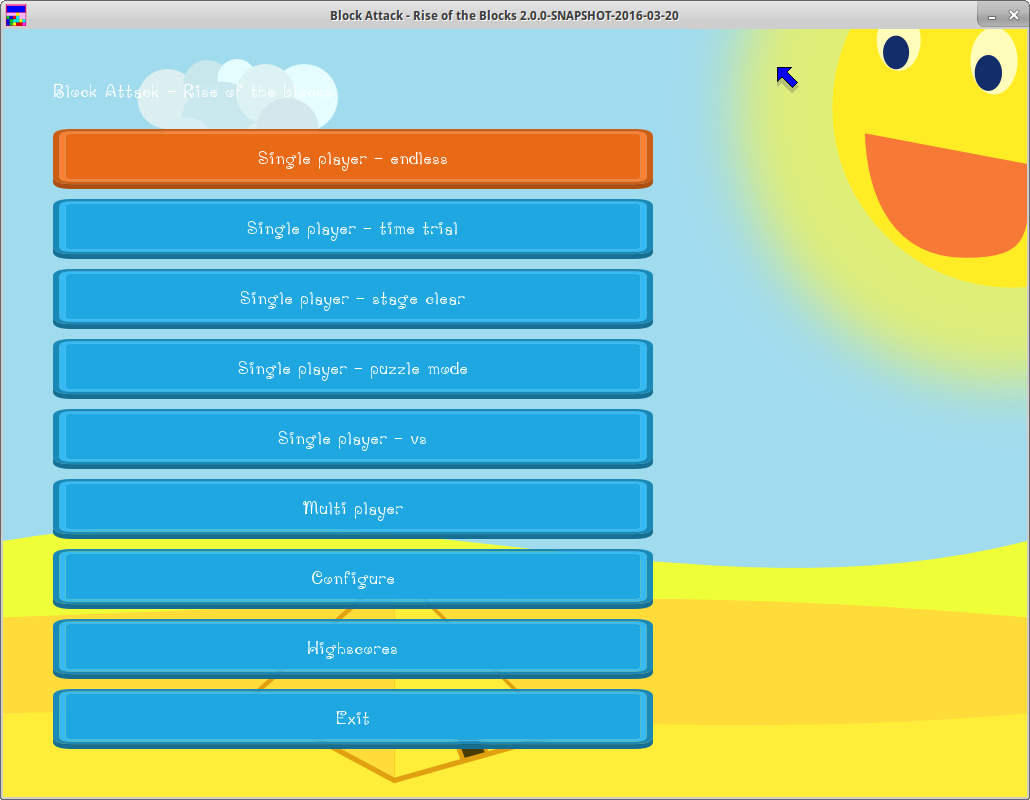 Block Attack - Rise of the Blocks 2.0.0-SNAPSHOT-2016-03-20
Block Attack - Rise of the blocks
Single player - endless
Single player - time trial
Single player - stage clear
Single player - puzzle mode
Single player - vs
Multi player
Configure
Highscores
Exit